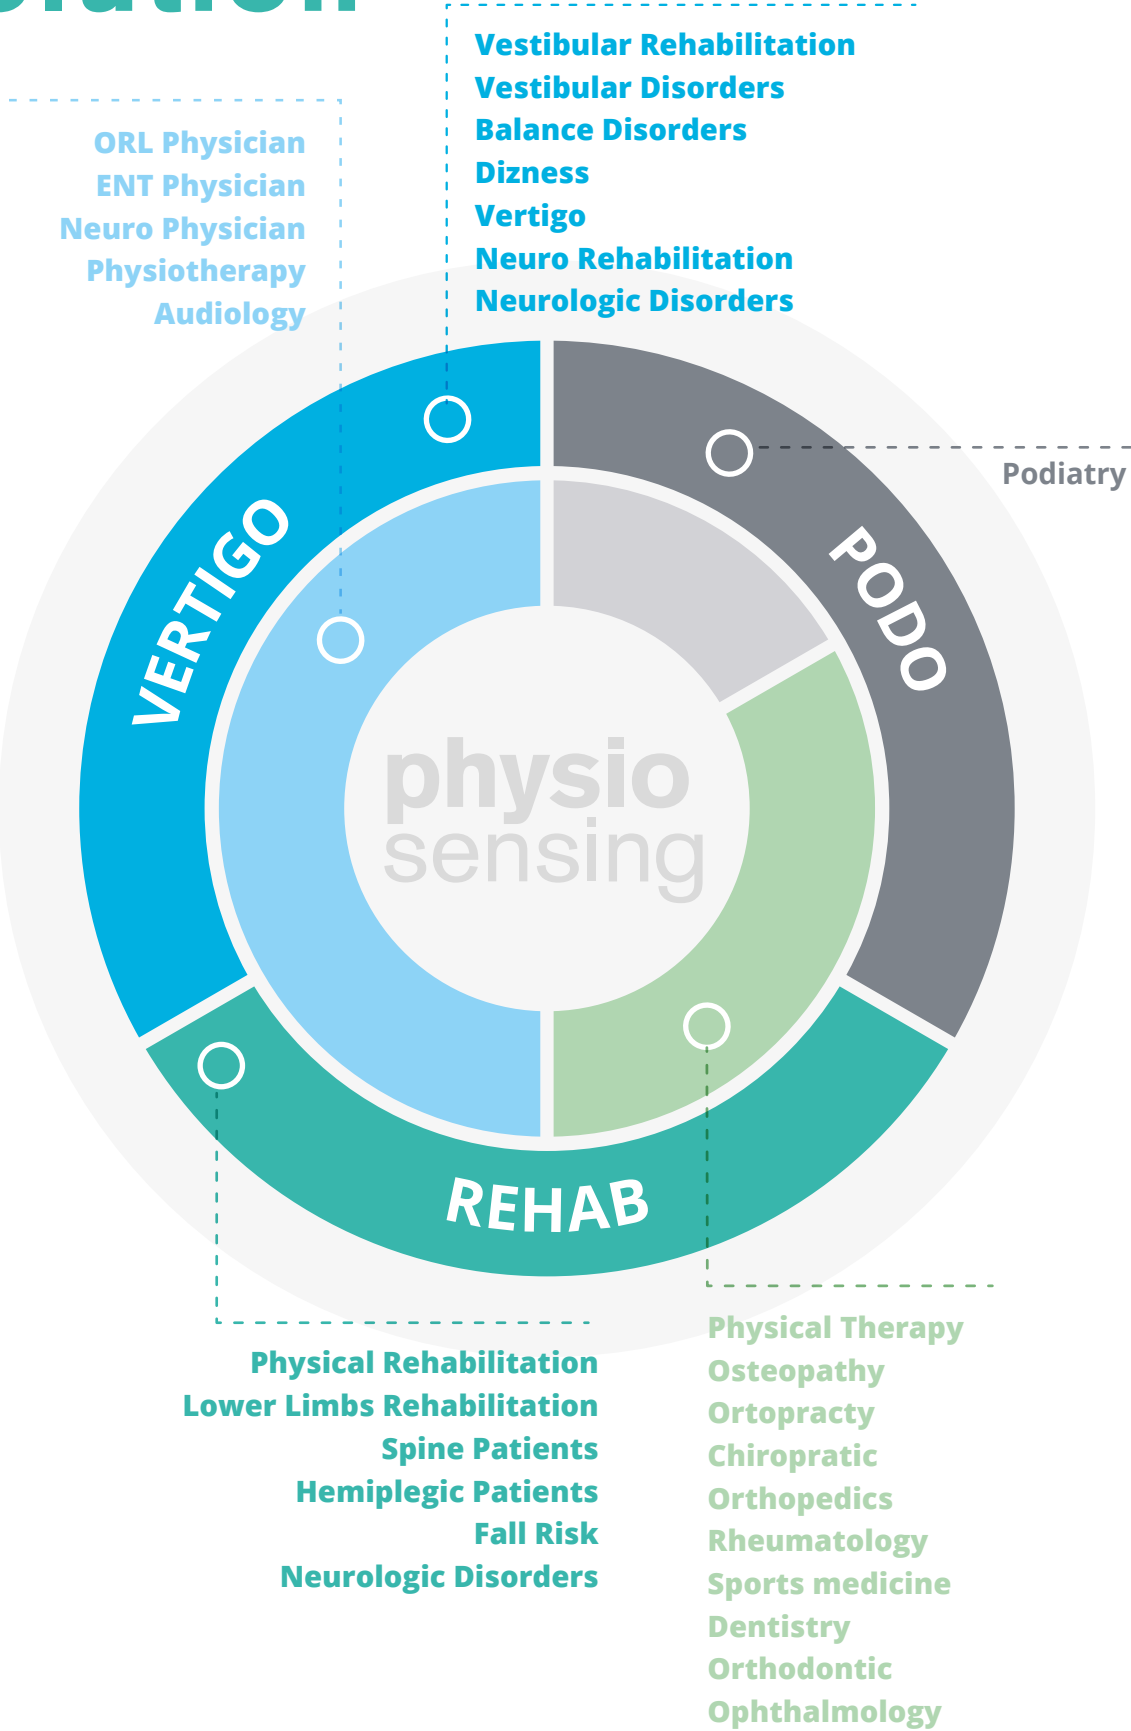 Vestibular Rehabilitation
Vestibular Disorders
Balance Disorders
Dizness
Vertigo
Neuro Rehabilitation
Neurologic Disorders
ORL Physician
ENT Physician
Neuro Physician
Physiotherapy
Audiology
Podiatry
VERTIGO
PODO
physio
sensing
REHAB
Physical Rehabilitation
Lower Limbs Rehabilitation
Spine Patients
Hemiplegic Patients
Fall Risk
Neurologic Disorders
Physical Therapy
Osteopathy
Ortopracty
Chiropratic
Orthopedics
Rheumatology
Sports medicine
Dentistry
Orthodontic
Ophthalmology